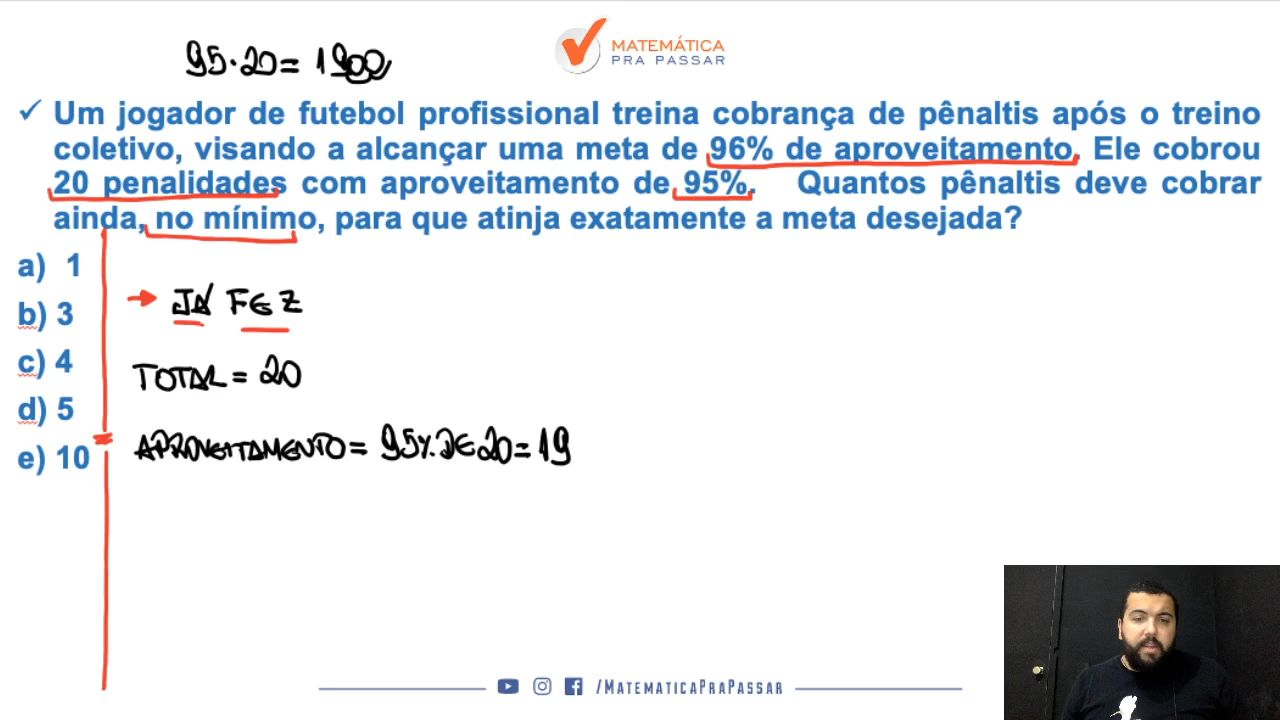 95·20=1900
MATEMÁTICA
PRA PASSAR
✓ Um jogador de futebol profissional treina cobrança de pênaltis após o treino
coletivo, visando a alcançar uma meta de 96% de aproveitamento. Ele cobrou
20 penalidades com aproveitamento de 95%. Quantos pênaltis deve cobrar
ainda, no mínimo, para que atinja exatamente a meta desejada?
a) 1
b) 3
c) 4
d) 5
e) 10
→ JÁ FEZ
TOTAL = 20
APROVEITAMENTO = 95% DE 20 = 19
/MATEMATICAPRAPASSAR